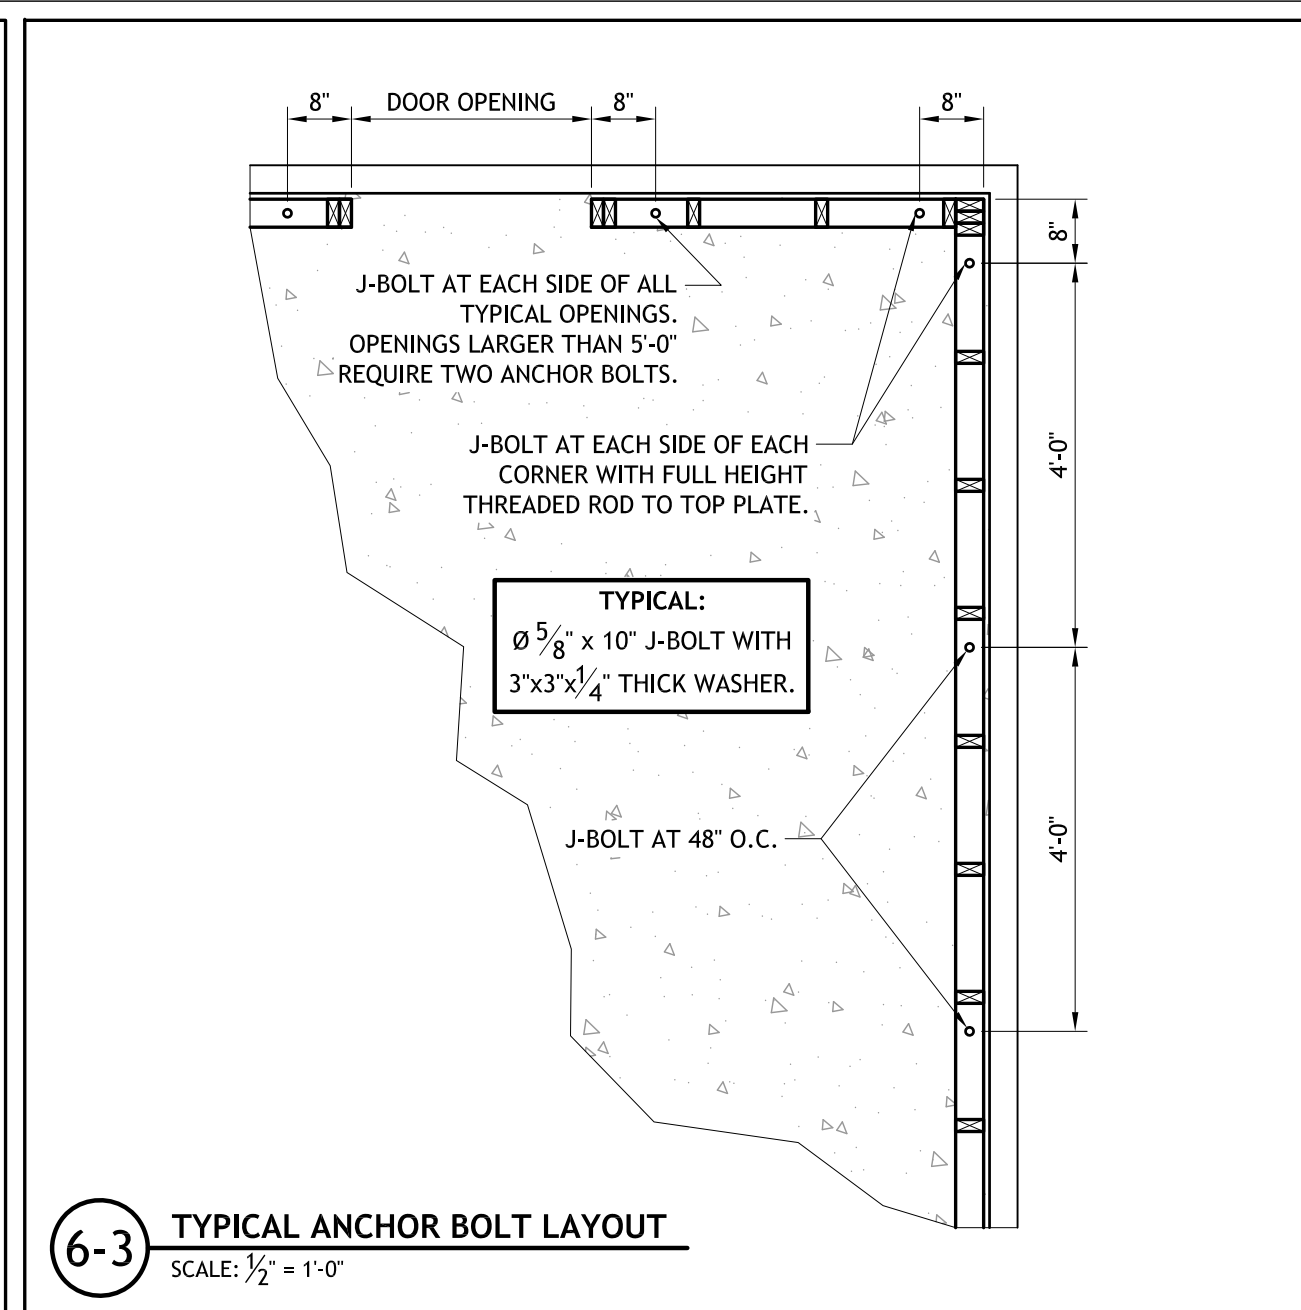 8" DOOR OPENING 8" 8"
8"
J-BOLT AT EACH SIDE OF ALL
TYPICAL OPENINGS.
OPENINGS LARGER THAN 5'-0"
REQUIRE TWO ANCHOR BOLTS.
4'-0"
J-BOLT AT EACH SIDE OF EACH
CORNER WITH FULL HEIGHT
THREADED ROD TO TOP PLATE.
TYPICAL:
Ø 5/8" x 10" J-BOLT WITH
3"x3"x1/4" THICK WASHER.
J-BOLT AT 48" O.C.
4'-0"
6-3
TYPICAL ANCHOR BOLT LAYOUT
SCALE: 1/2" = 1'-0"